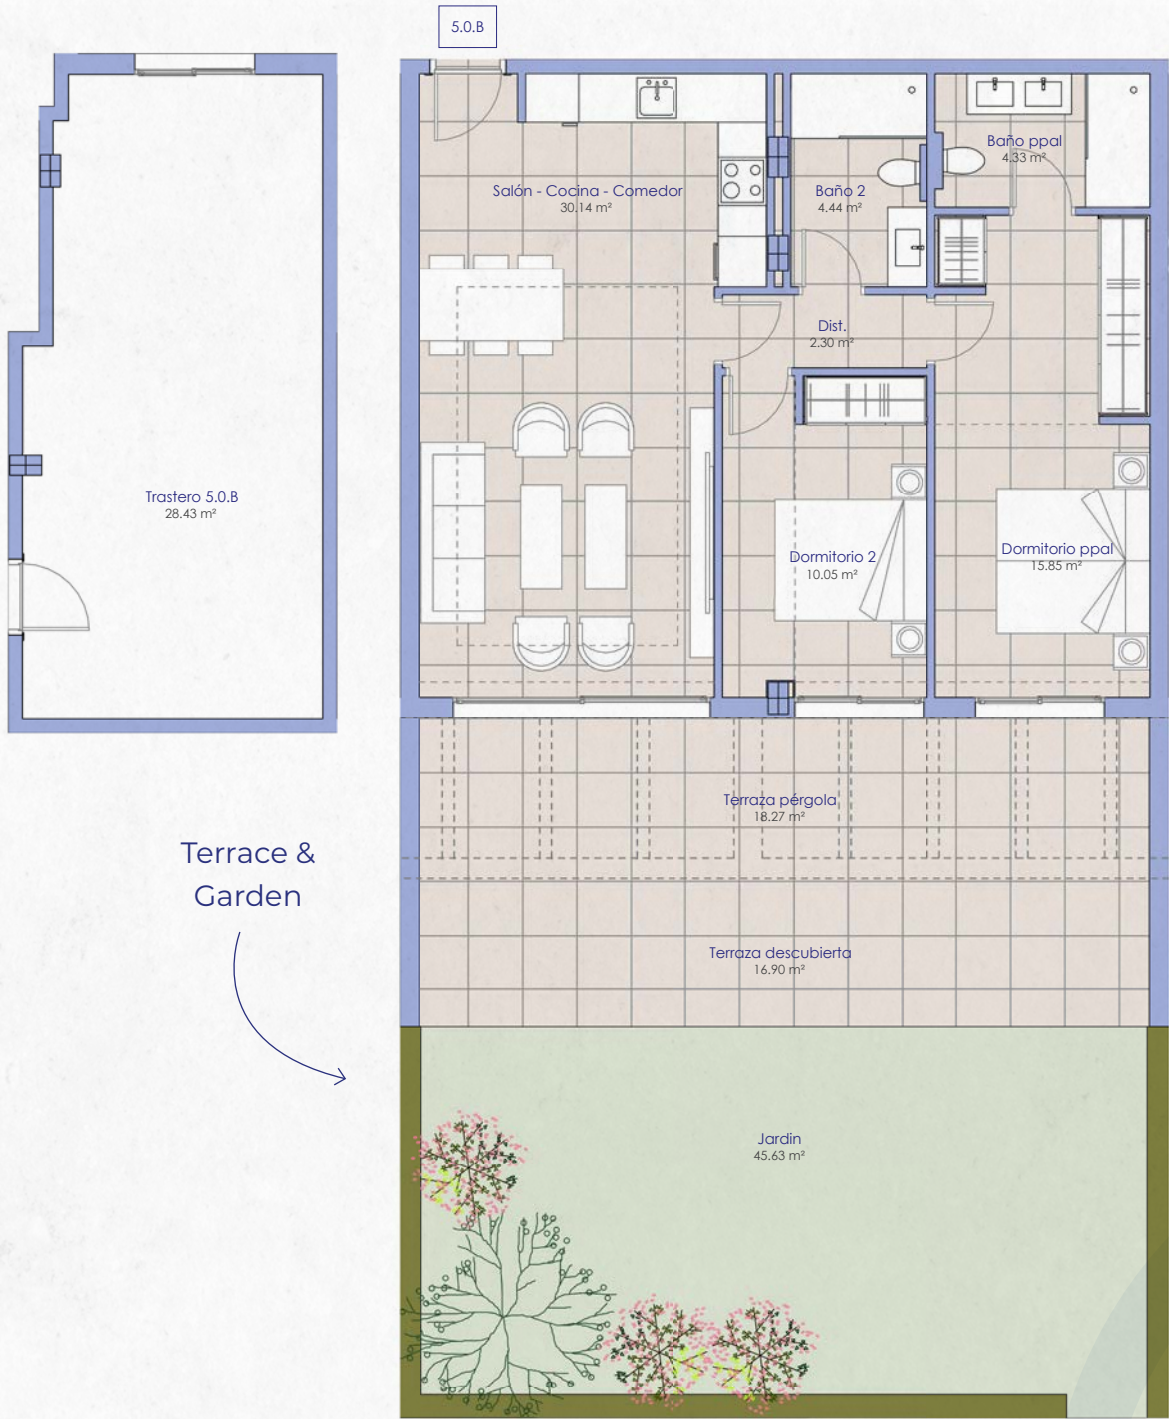 5.0.B
Salón - Cocina - Comedor
30.14 m²
Baño 2
4.44 m²
Baño ppal
4.33 m²
Dist.
2.30 m²
Trastero 5.0.B
28.43 m²
Dormitorio 2
10.05 m²
Dormitorio ppal
15.85 m²
Terraza pérgola
18.27 m²
Terrace &
Garden
Terraza descubierta
16.90 m²
Jardin
45.63 m²